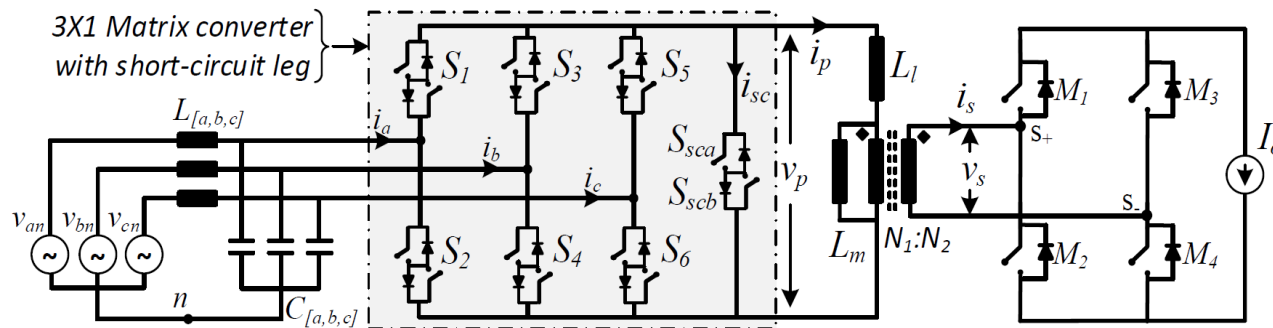 3X1 Matrix converter
with short-circuit leg
L[a,b,c]
ia
ib
ic
van
vbn
vcn
~
~
~
n
C[a,b,c]
S1
S3
S5
S2
S4
S6
isc
Ssca
Sscb
ip
vp
Ll
Lm
N1:N2
is
vs
S+
S-
M1
M3
M2
M4